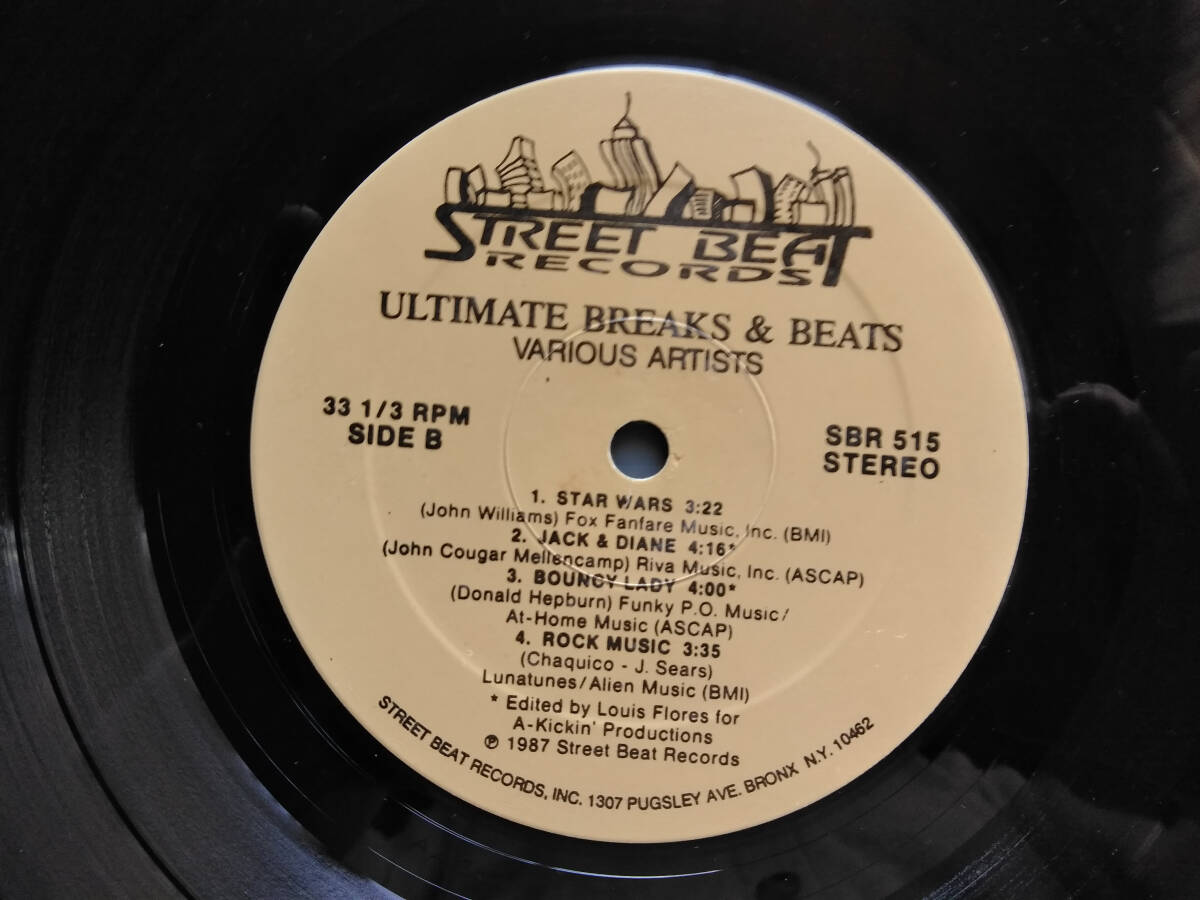 STREET BEAT
RECORDS
ULTIMATE BREAKS & BEATS
VARIOUS ARTISTS
33 1/3 RPM
SIDE B
SBR 515
STEREO
1. STAR WARS 3:22
(John Williams) Fox Fanfare Music, Inc. (BMI)
2. JACK & DIANE 4:16*
(John Cougar Mellencamp) Riva Music, Inc. (ASCAP)
3. BOUNCY LADY 4:00*
(Donald Hepburn) Funky P.O. Music/
At-Home Music (ASCAP)
4. ROCK MUSIC 3:35
(Chaquico - J. Sears)
Lunatunes/Alien Music (BMI)
* Edited by Louis Flores for
A-Kickin' Productions
℗ 1987 Street Beat Records
STREET BEAT RECORDS, INC. 1307 PUGSLEY AVE. BRONX N.Y. 10462